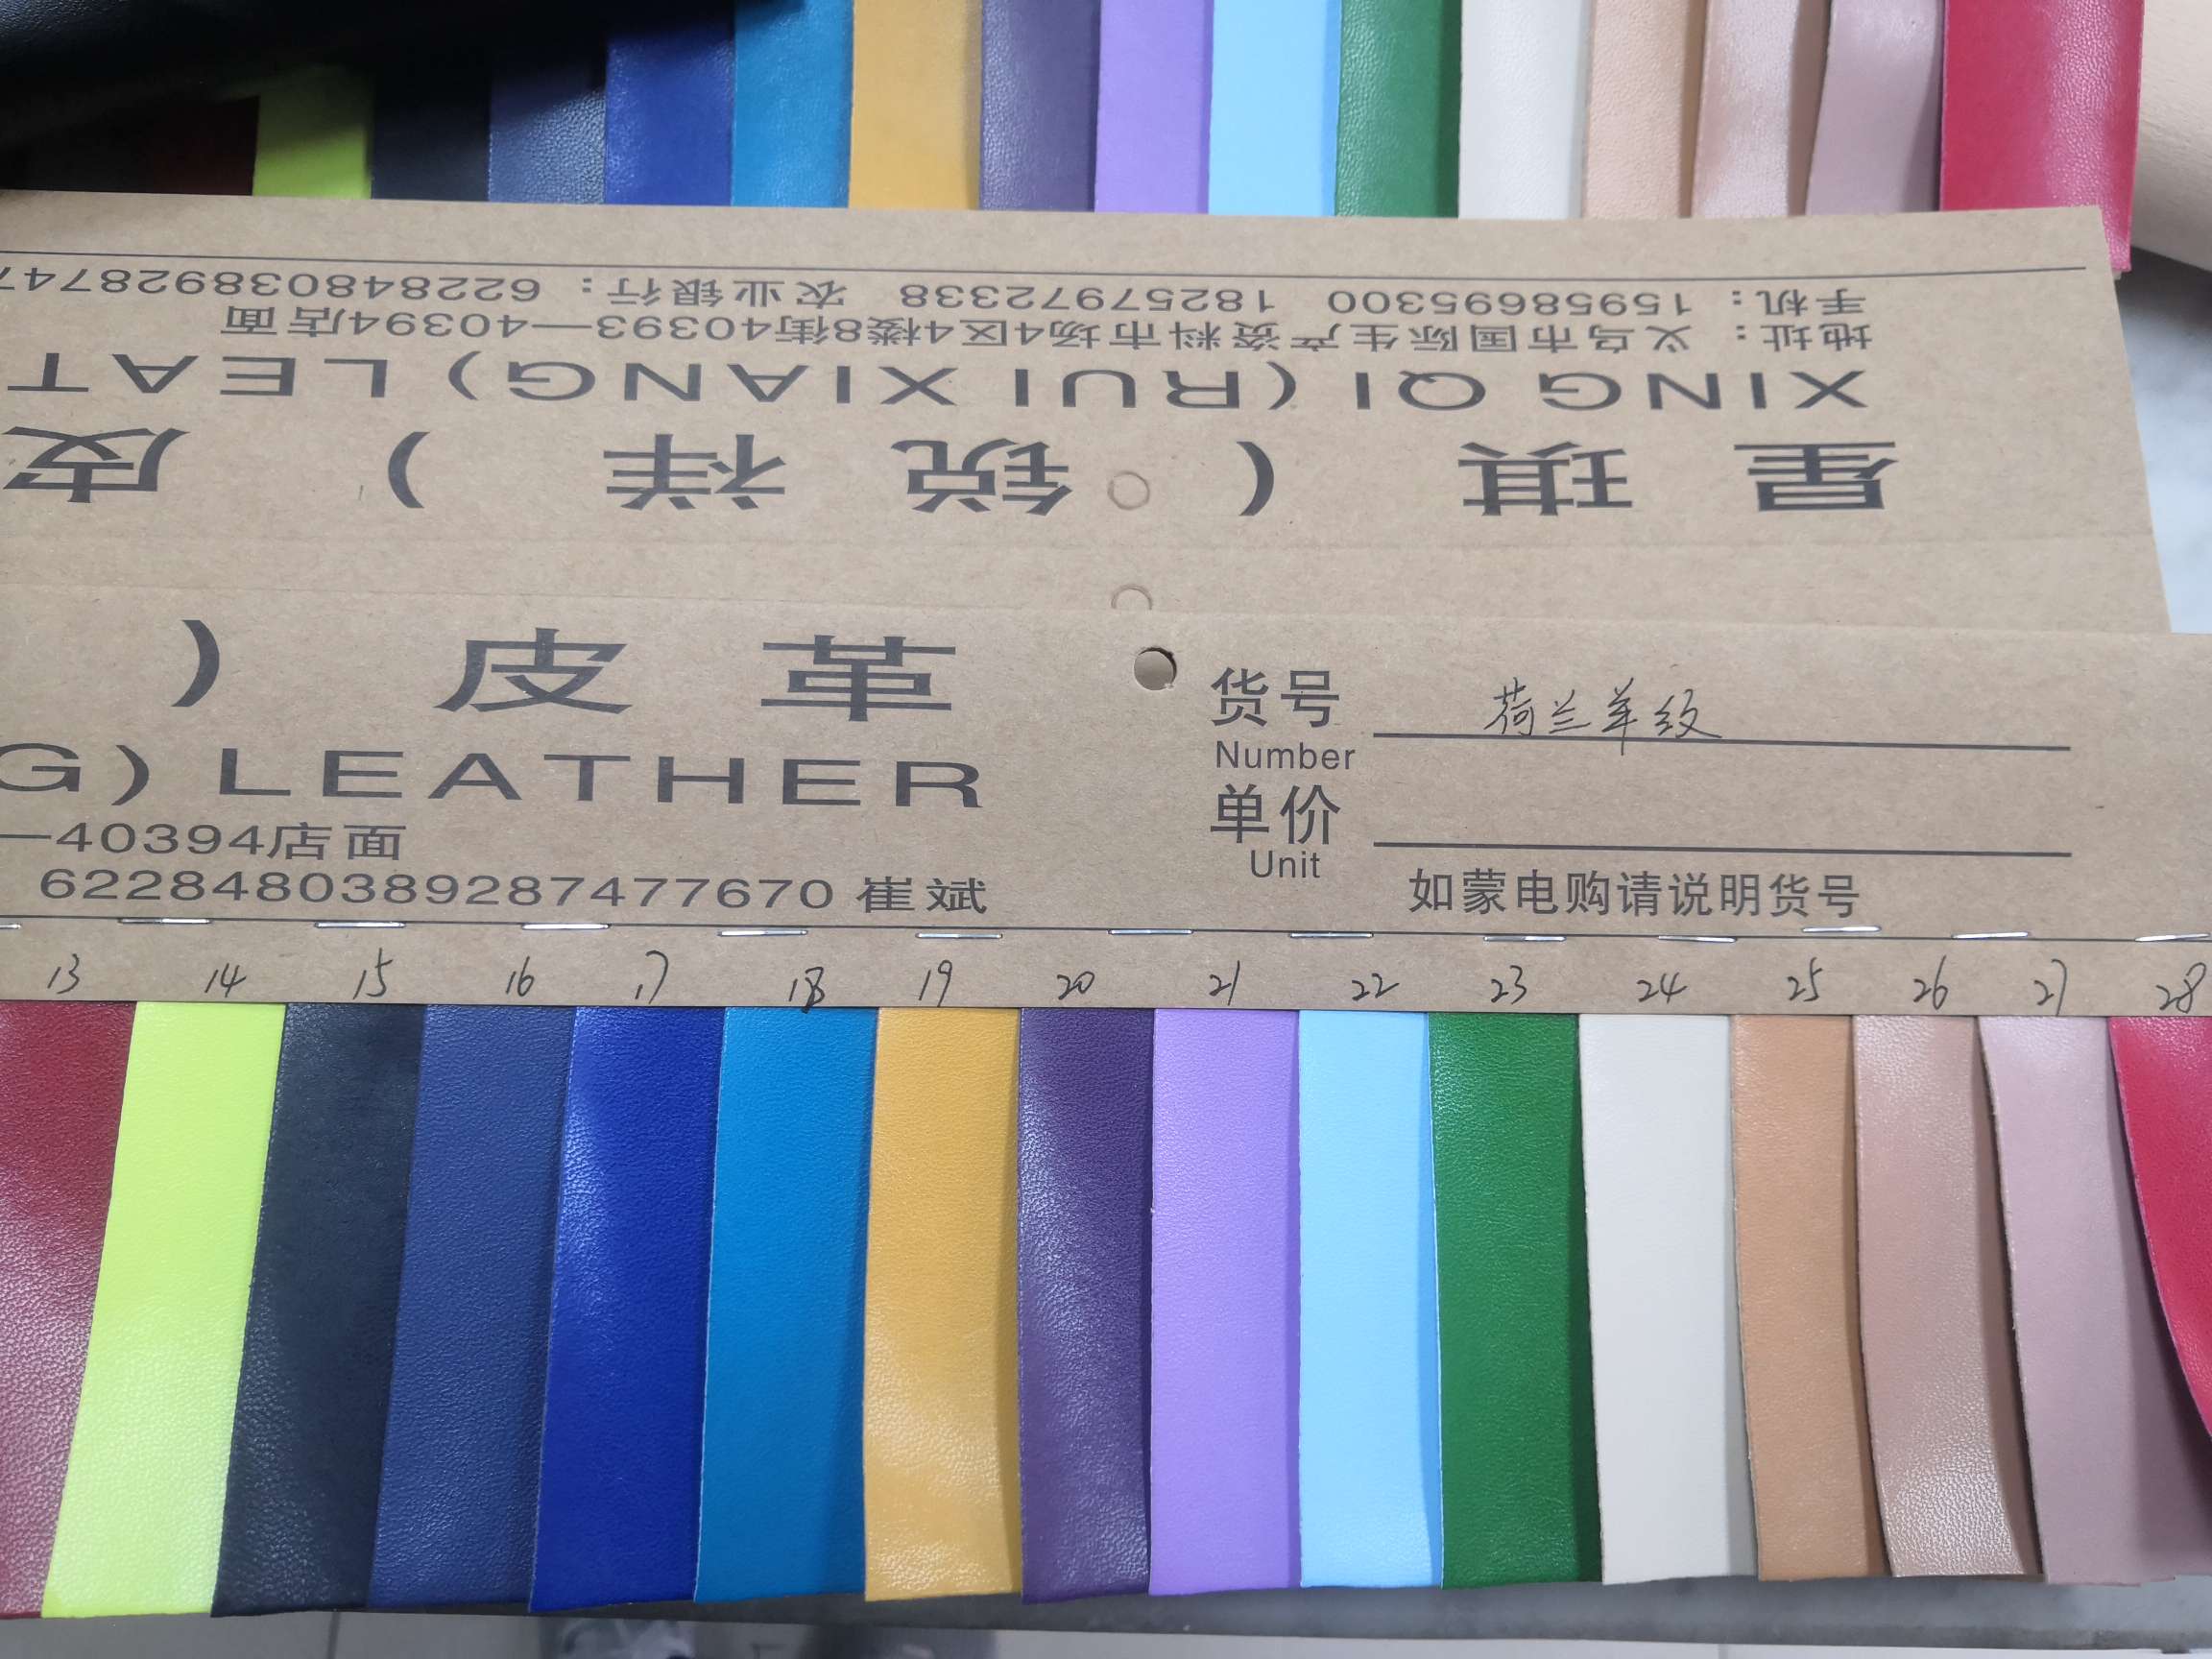 手机：15958695300 18257972338 农业银行：622848038928747
地址：义乌市国际生产资料市场4区4楼8街40393—40394店面
XING QI (RUI XIANG) LEAT
星琪（锐祥）皮
）皮革
G) LEATHER
—40394店面
6228480389287477670 崔斌
货号 荷兰羊纹
Number
单价
Unit
如蒙电购请说明货号
13 14 15 16 17 18 19 20 21 22 23 24 25 26 27 28